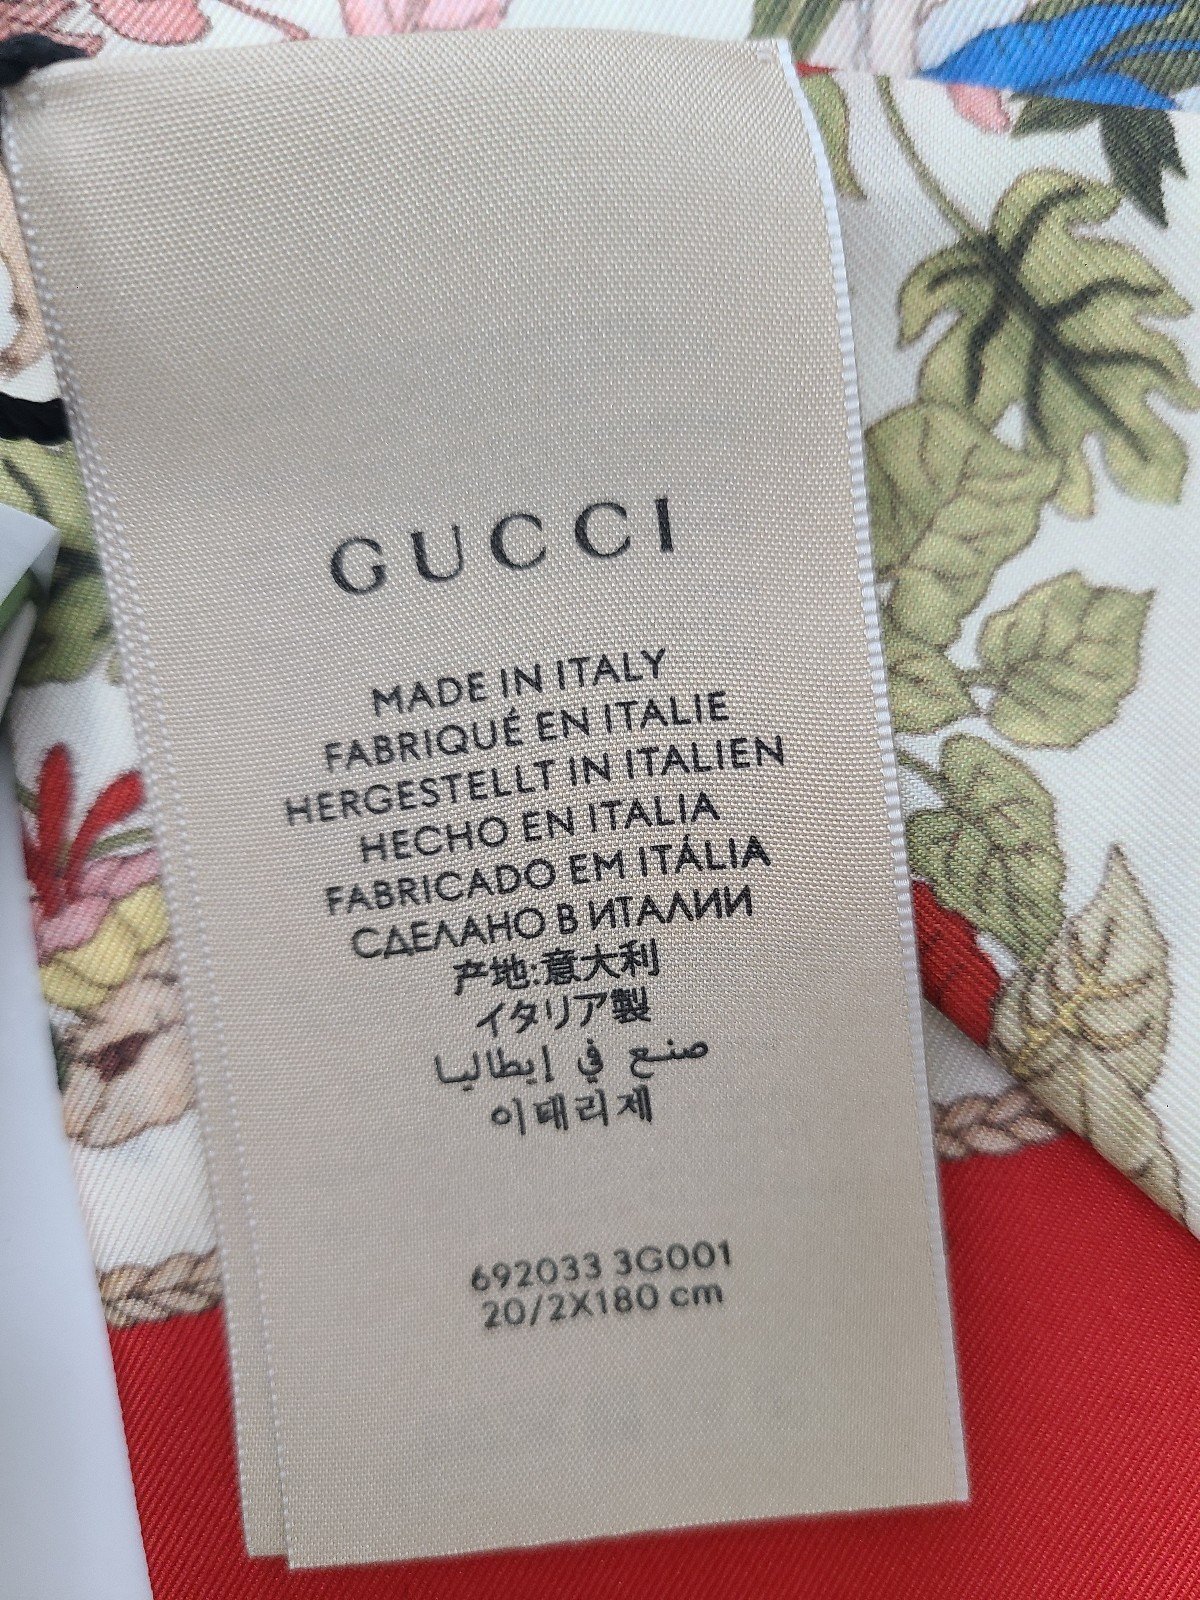 GUCCI
MADE IN ITALY
FABRIQUÉ EN ITALIE
HERGESTELLT IN ITALIEN
HECHO EN ITALIA
FABRICADO EM ITÁLIA
СДЕЛАНО В ИТАЛИИ
产地:意大利
イタリア製
صنع في إيطاليا
이태리제
692033 3G001
20/2X180 cm